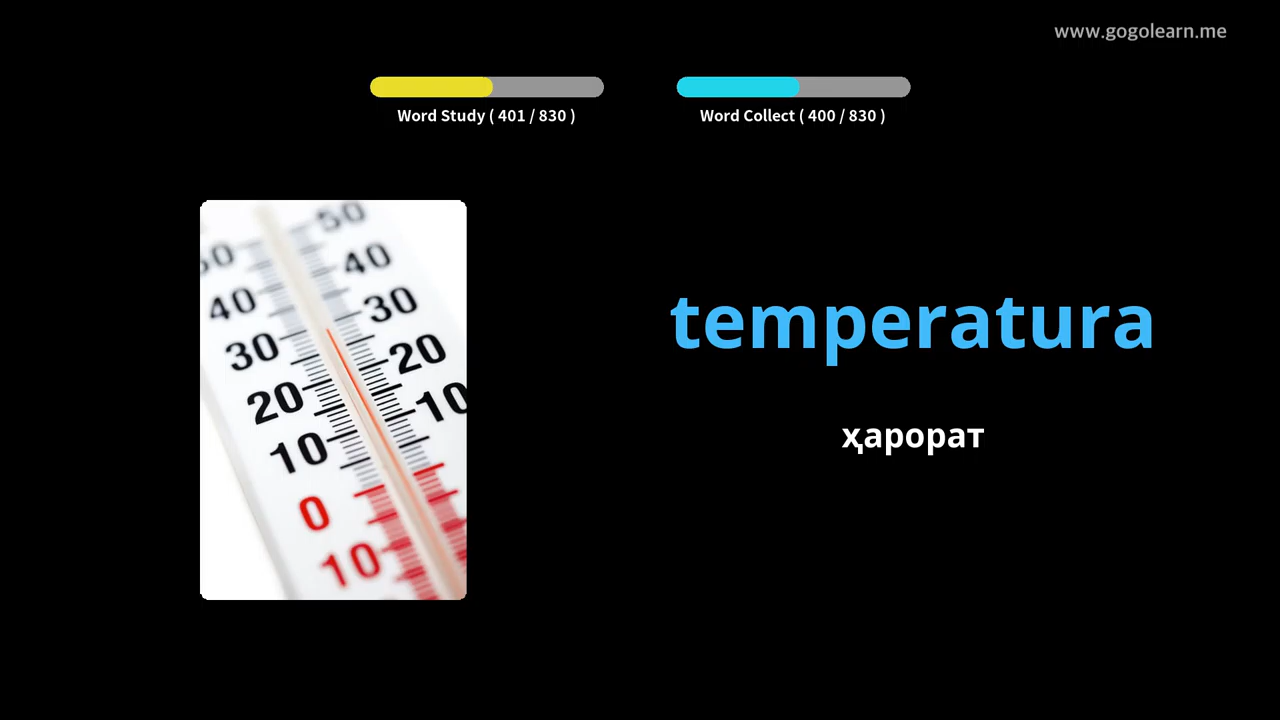 www.gogolearn.me
Word Study ( 401 / 830 )
Word Collect ( 400 / 830 )
50
40
40
30
30
20
20
10
10
0
10
temperatura
ҳарорат